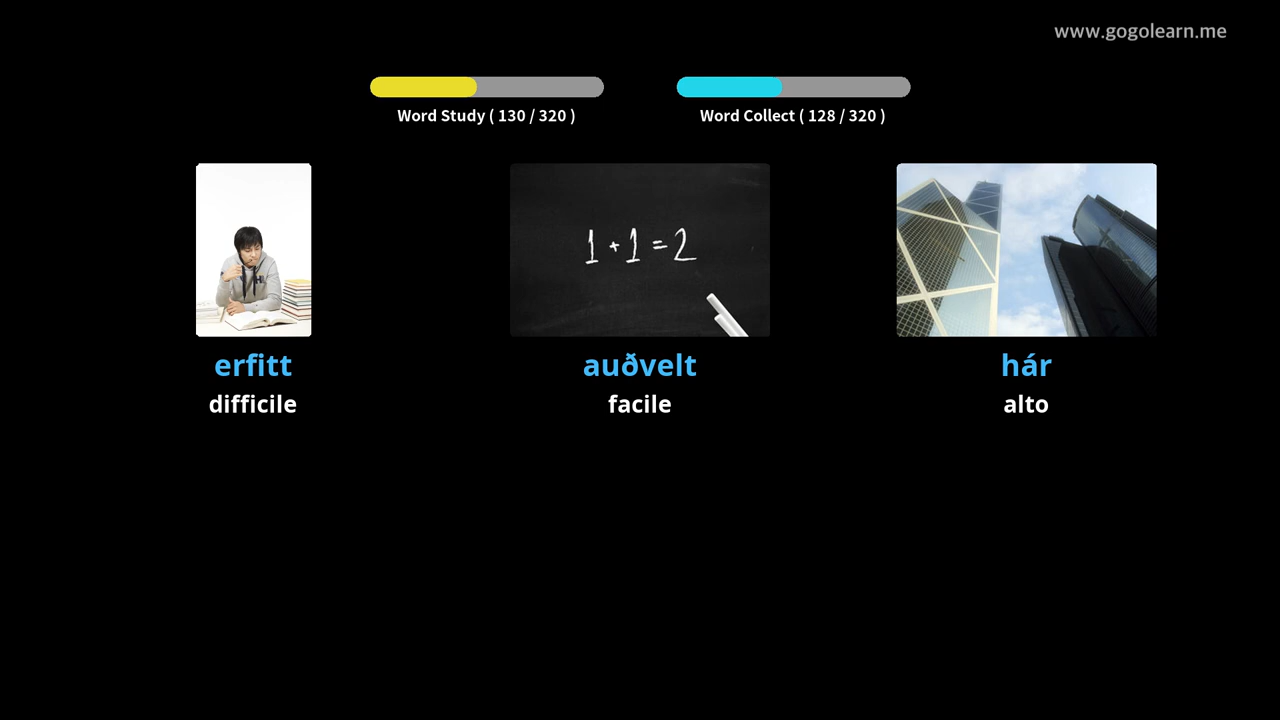 www.gogolearn.me
Word Study ( 130 / 320 )
Word Collect ( 128 / 320 )
1 + 1 = 2
erfitt
auðvelt
hár
difficile
facile
alto